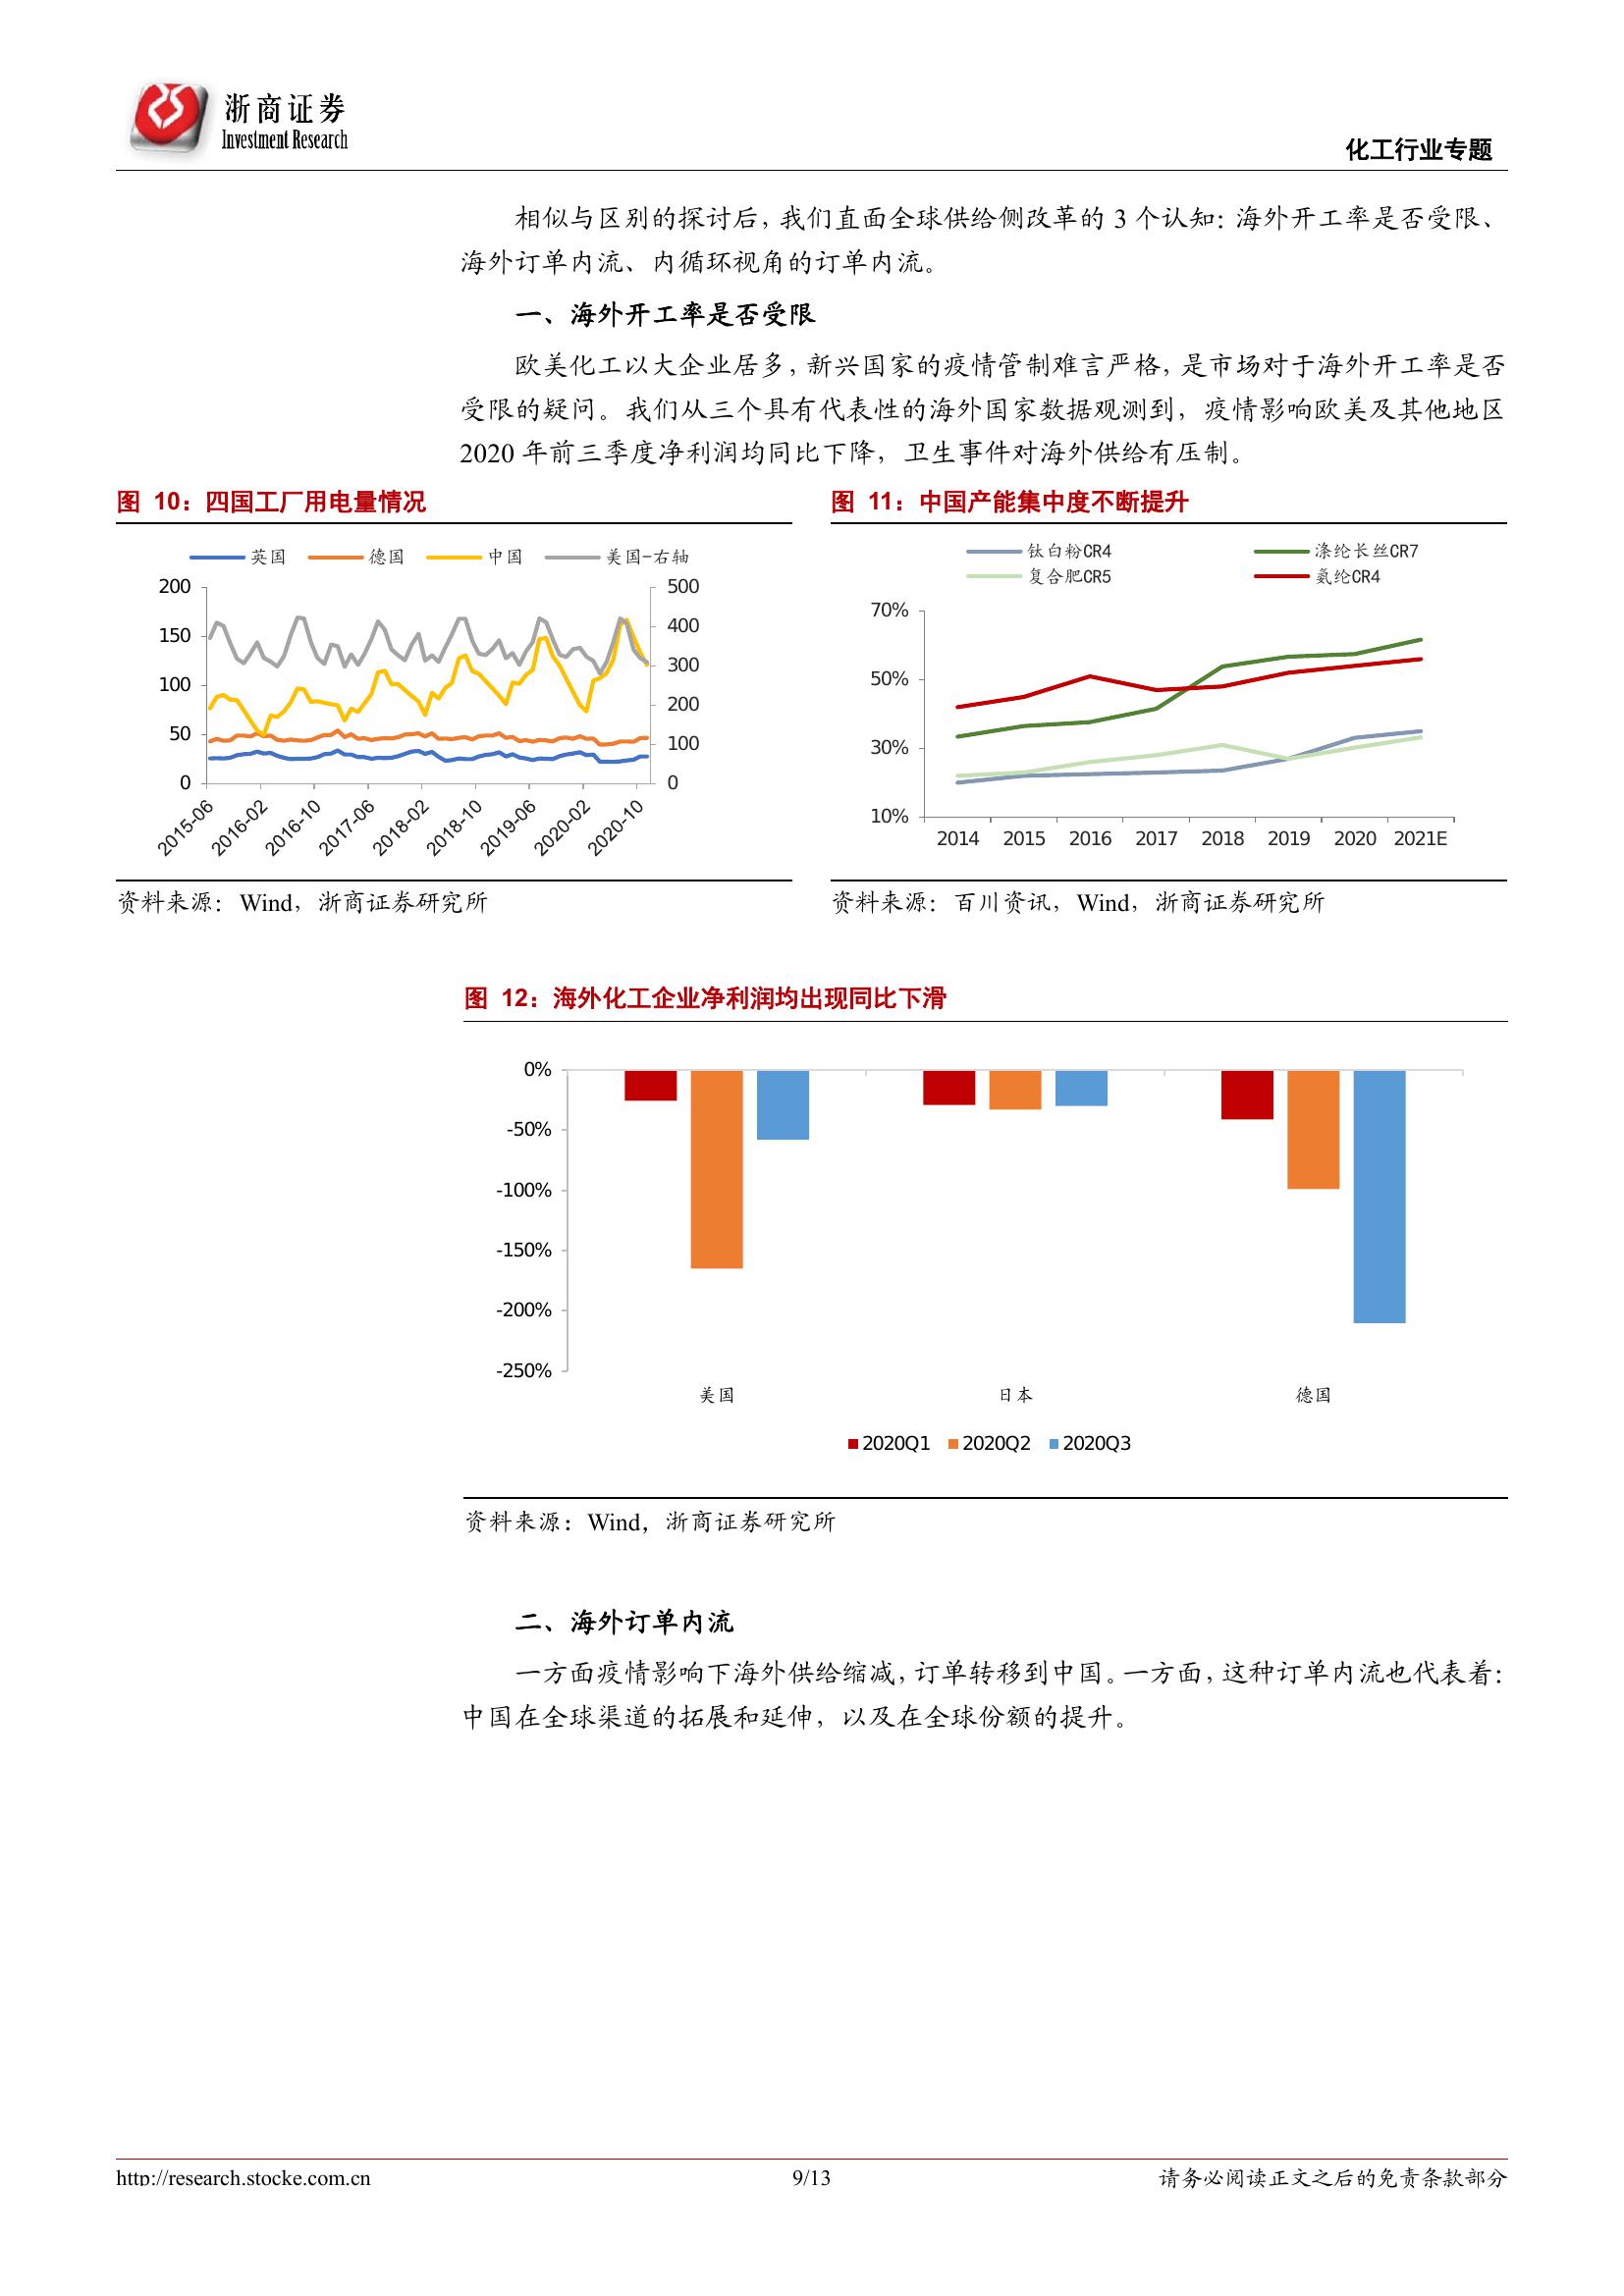 浙商证券
Investment Research
化工行业专题
相似与区别的探讨后，我们直面全球供给侧改革的 3 个认知：海外开工率是否受限、
海外订单内流、内循环视角的订单内流。
一、海外开工率是否受限
欧美化工以大企业居多，新兴国家的疫情管制难言严格，是市场对于海外开工率是否
受限的疑问。我们从三个具有代表性的海外国家数据观测到，疫情影响欧美及其他地区
2020 年前三季度净利润均同比下降，卫生事件对海外供给有压制。
图 10：四国工厂用电量情况
英国 德国 中国 美国-右轴
200
150
100
50
0
500
400
300
200
100
0
2015-06 2016-02 2016-10 2017-06 2018-02 2018-10 2019-06 2020-02 2020-10
资料来源：Wind，浙商证券研究所
图 11：中国产能集中度不断提升
钛白粉CR4 涤纶长丝CR7
复合肥CR5 氨纶CR4
70%
50%
30%
10%
2014 2015 2016 2017 2018 2019 2020 2021E
资料来源：百川资讯，Wind，浙商证券研究所
图 12：海外化工企业净利润均出现同比下滑
0%
-50%
-100%
-150%
-200%
-250%
美国 日本 德国
2020Q1 2020Q2 2020Q3
资料来源：Wind，浙商证券研究所
二、海外订单内流
一方面疫情影响下海外供给缩减，订单转移到中国。一方面，这种订单内流也代表着：
中国在全球渠道的拓展和延伸，以及在全球份额的提升。
http://research.stocke.com.cn 9/13 请务必阅读正文之后的免责条款部分